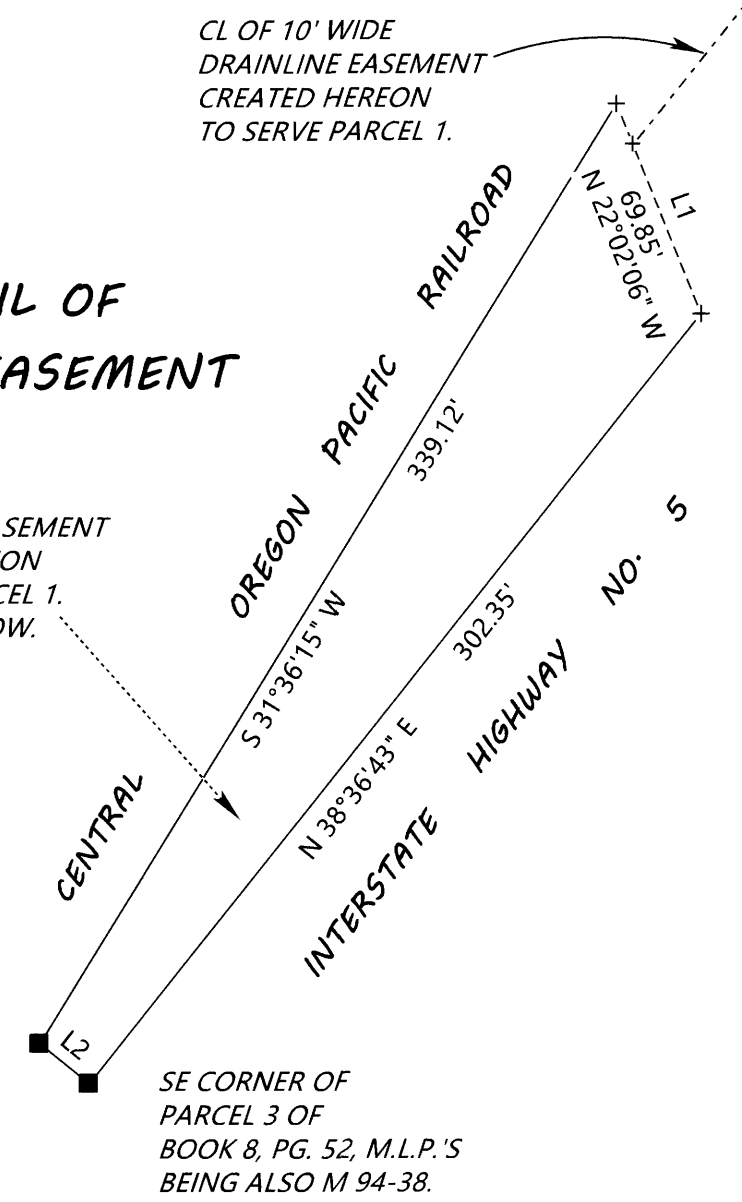 CL OF 10' WIDE
DRAINLINE EASEMENT
CREATED HEREON
TO SERVE PARCEL 1.
L1
69.85'
N 22°02'06" W
IL OF
EASEMENT
CENTRAL OREGON PACIFIC RAILROAD
339.12'
S 31°36'15" W
SEMENT
ON
CEL 1.
OW.
302.35'
N 38°36'43" E
INTERSTATE HIGHWAY NO. 5
L2
SE CORNER OF
PARCEL 3 OF
BOOK 8, PG. 52, M.L.P.'S
BEING ALSO M 94-38.